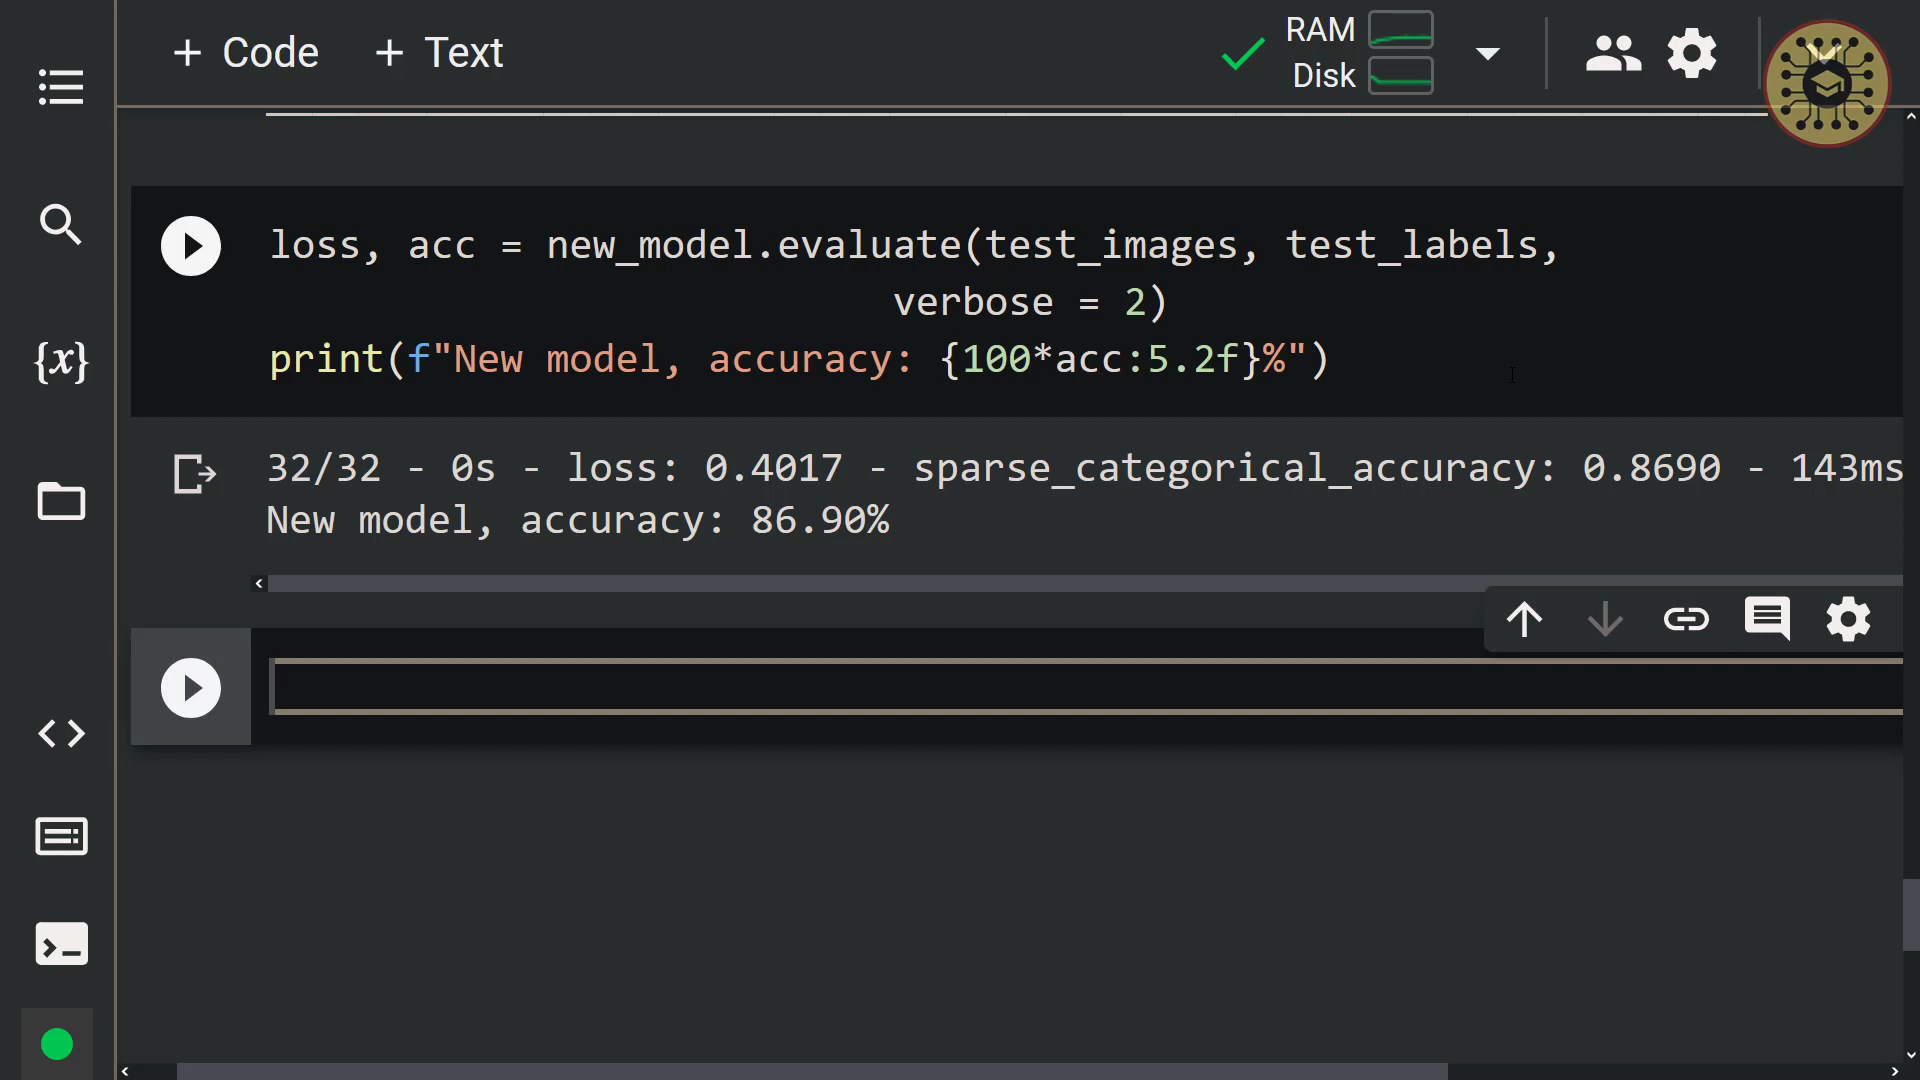 + Code + Text
RAM
Disk
{x}
loss, acc = new_model.evaluate(test_images, test_labels,
verbose = 2)
print(f"New model, accuracy: {100*acc:5.2f}%")
32/32 - 0s - loss: 0.4017 - sparse_categorical_accuracy: 0.8690 - 143ms
New model, accuracy: 86.90%